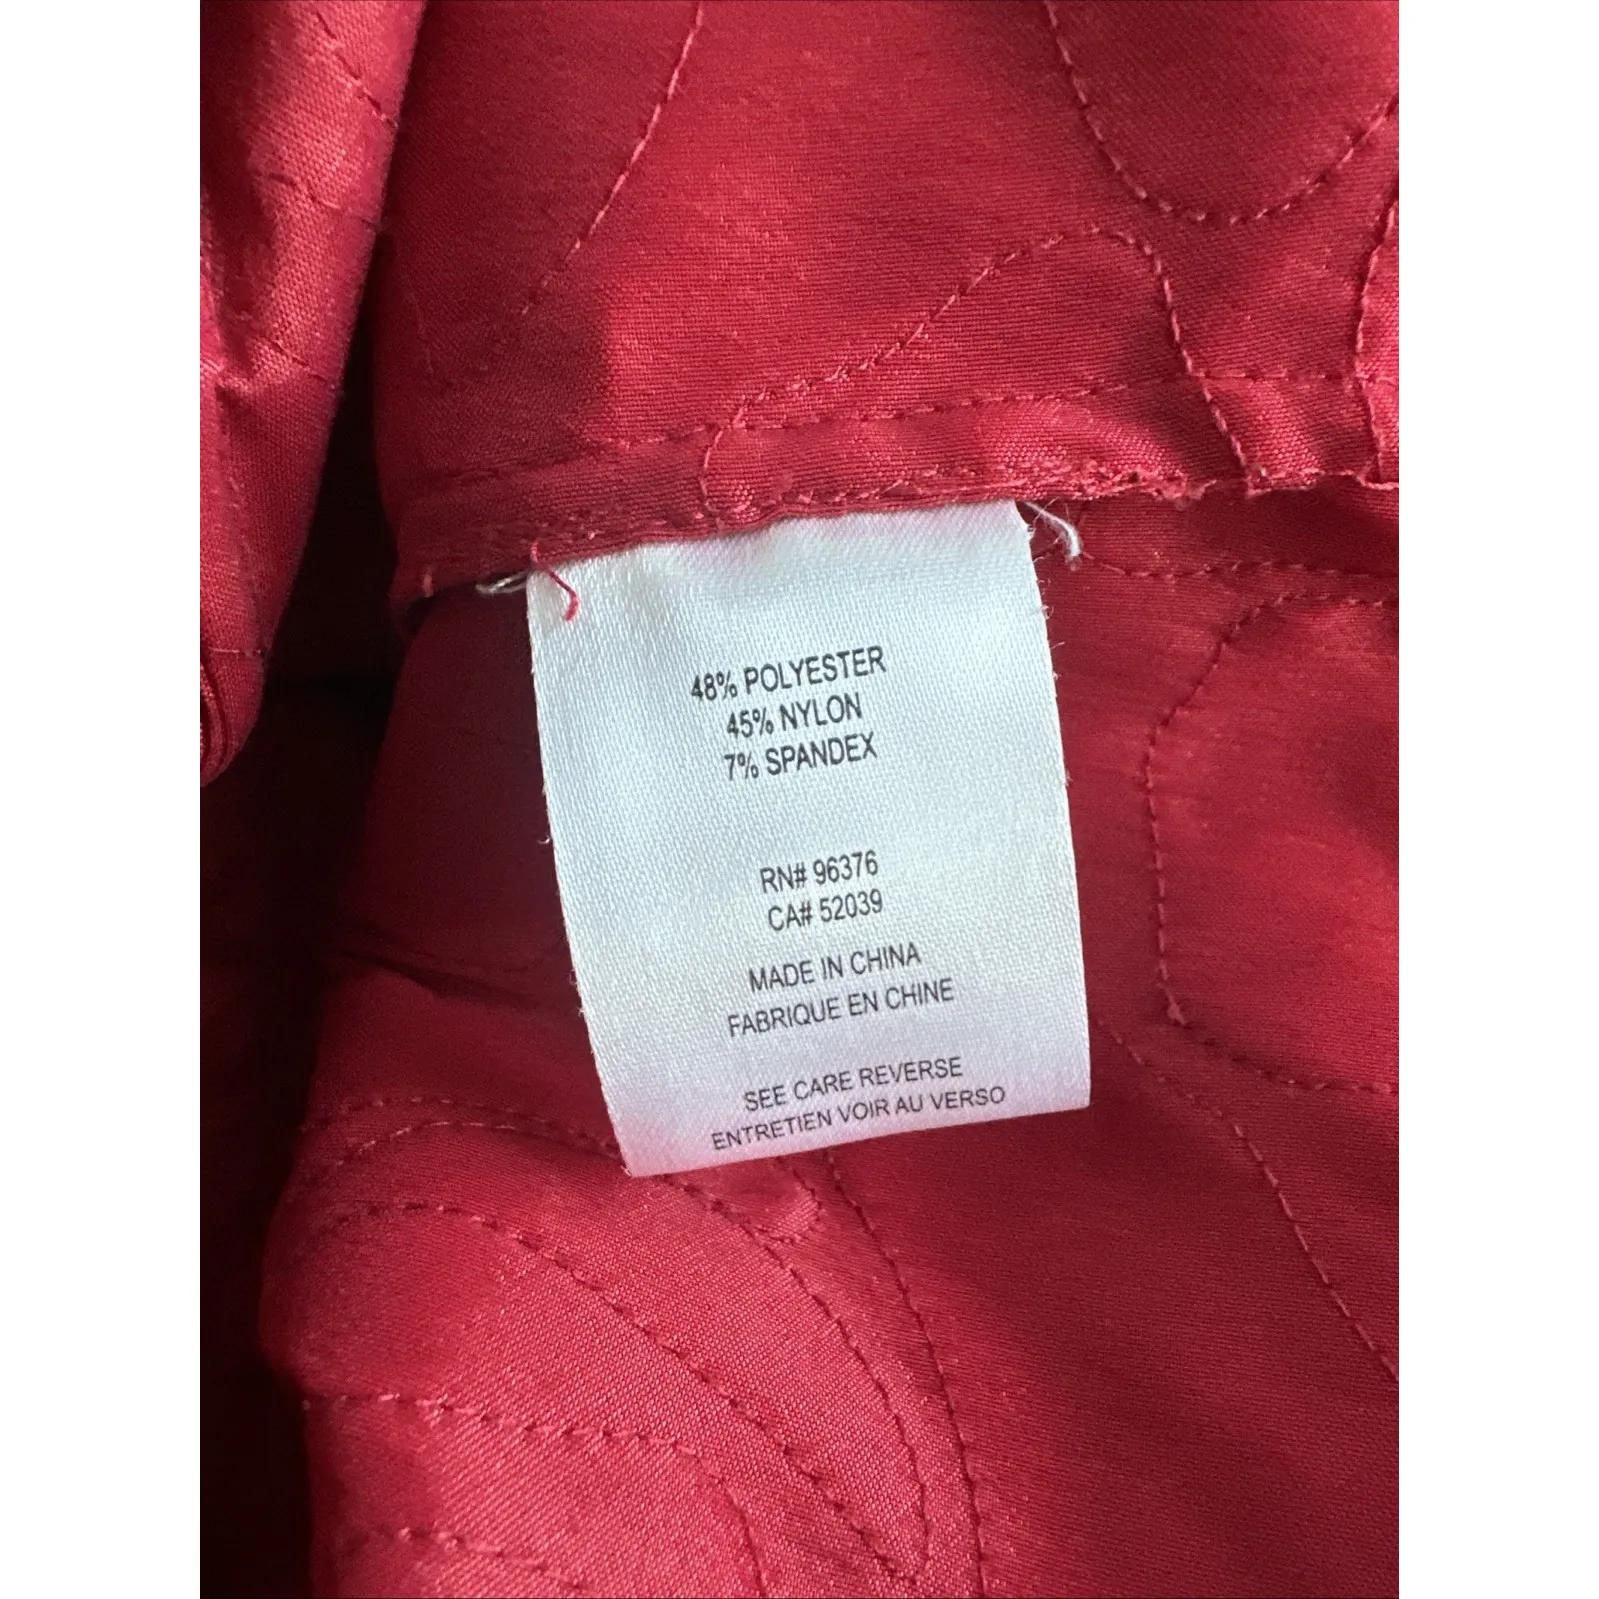 48% POLYESTER
45% NYLON
7% SPANDEX
RN# 96376
CA# 52039
MADE IN CHINA
FABRIQUE EN CHINE
SEE CARE REVERSE
ENTRETIEN VOIR AU VERSO